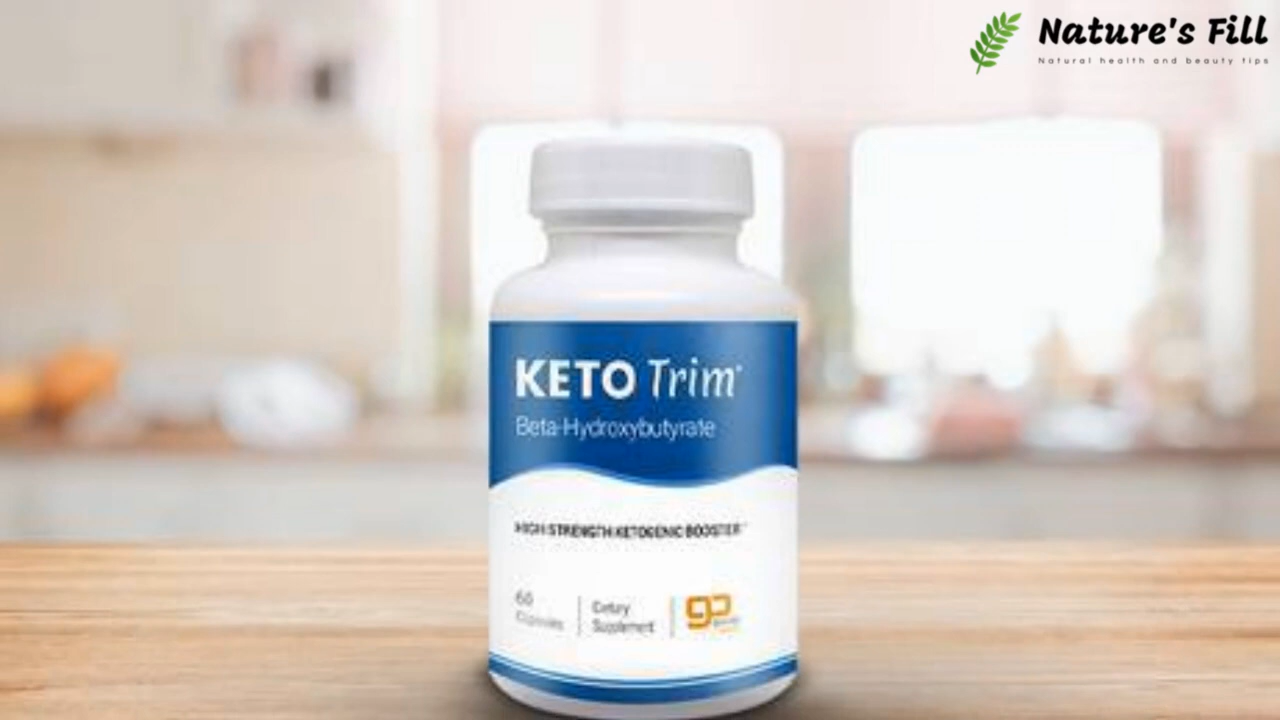 Nature's Fill
Natural health and beauty tips
KETO Trim
Beta-Hydroxybutyrate
HIGH STRENGTH KETOGENIC BOOSTER
60
Capsules
Dietary
Supplement
go